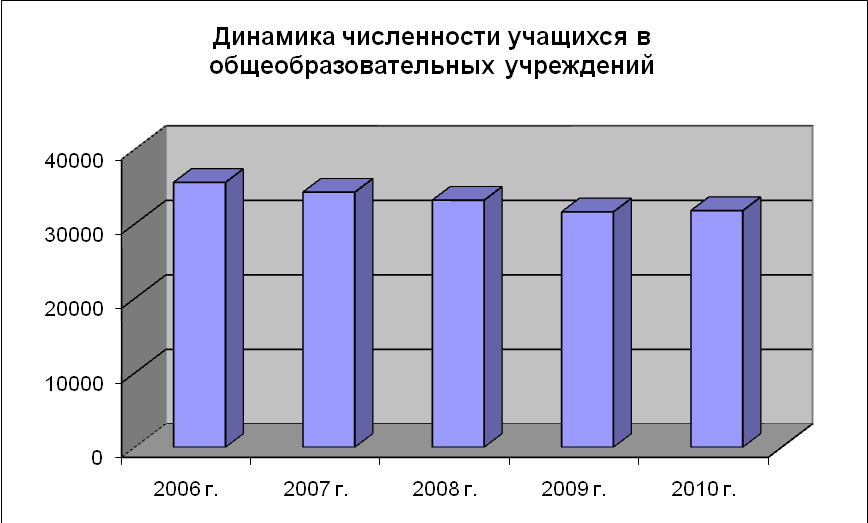 Динамика численности учащихся в
общеобразовательных учреждений
40000
30000
20000
10000
0
2006 г. 2007 г. 2008 г. 2009 г. 2010 г.